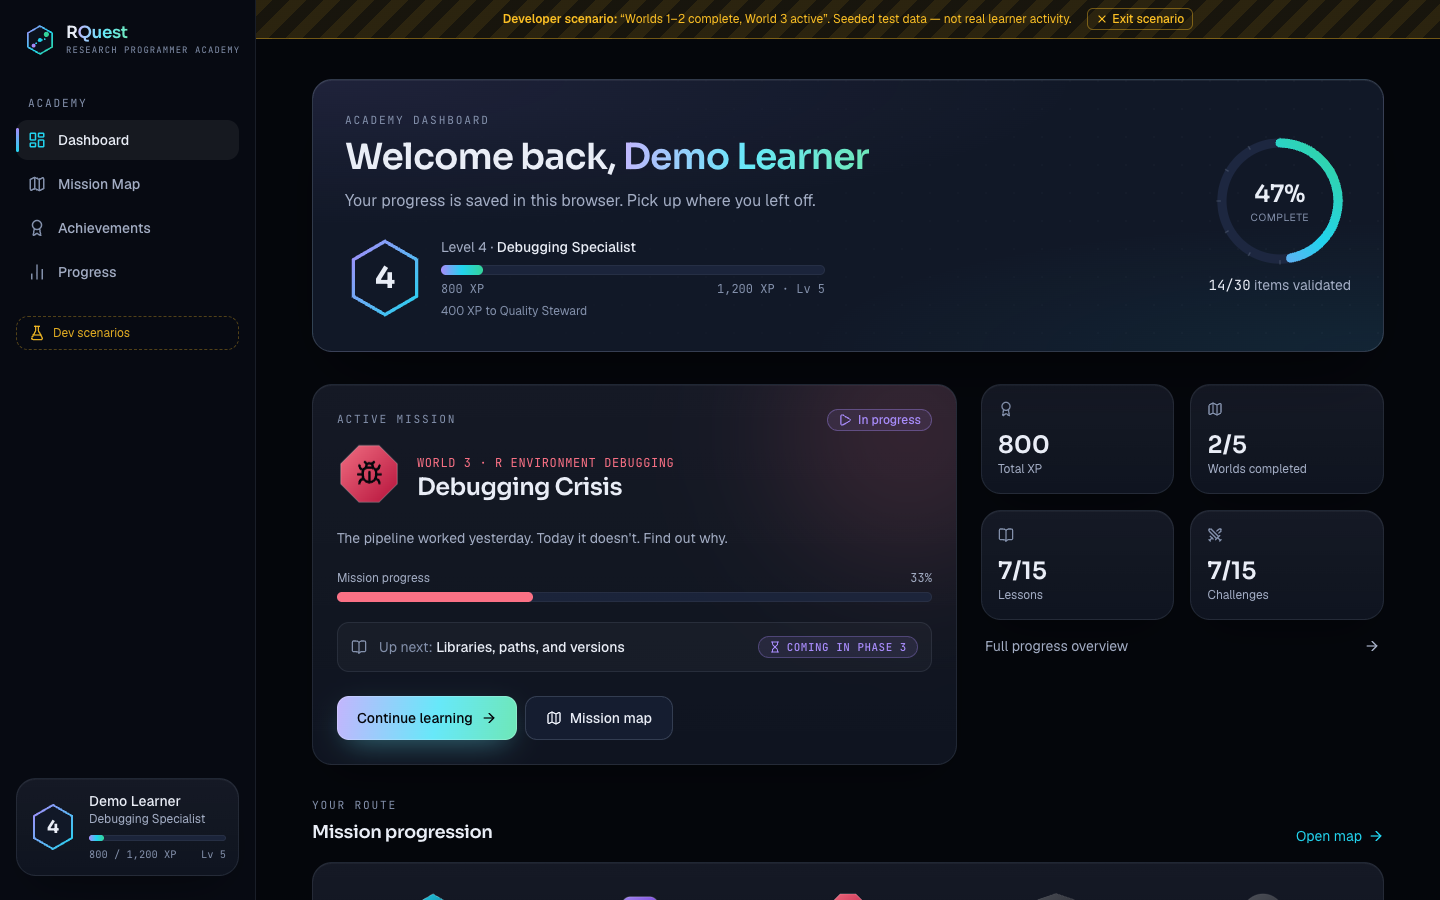 RQuest
RESEARCH PROGRAMMER ACADEMY
ACADEMY
Dashboard
Mission Map
Achievements
Progress
Dev scenarios
4
Demo Learner
Debugging Specialist
800 / 1,200 XP Lv 5
Developer scenario: “Worlds 1–2 complete, World 3 active”. Seeded test data — not real learner activity.
Exit scenario
ACADEMY DASHBOARD
Welcome back, Demo Learner
Your progress is saved in this browser. Pick up where you left off.
4
Level 4 · Debugging Specialist
800 XP 1,200 XP · Lv 5
400 XP to Quality Steward
47%
COMPLETE
14/30 items validated
ACTIVE MISSION
In progress
WORLD 3 · R ENVIRONMENT DEBUGGING
Debugging Crisis
The pipeline worked yesterday. Today it doesn't. Find out why.
Mission progress 33%
Up next: Libraries, paths, and versions
COMING IN PHASE 3
Continue learning
Mission map
800
Total XP
2/5
Worlds completed
7/15
Lessons
7/15
Challenges
Full progress overview
YOUR ROUTE
Mission progression
Open map